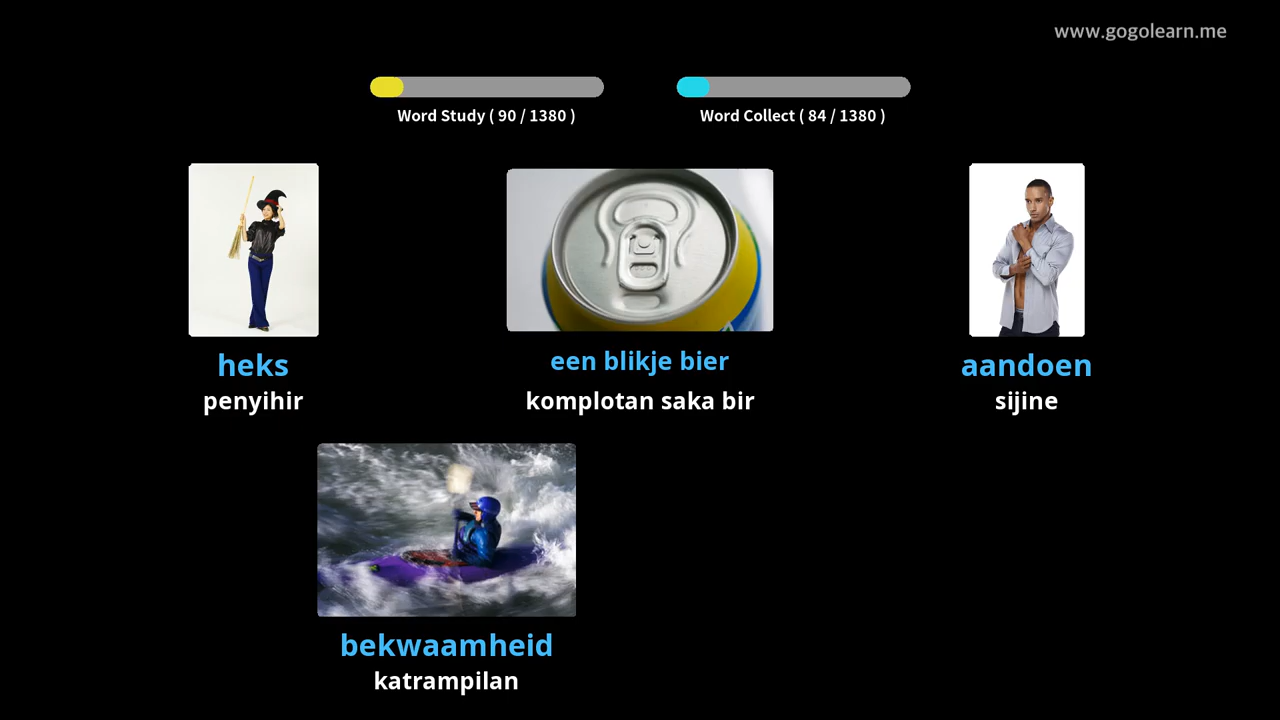 www.gogolearn.me
Word Study ( 90 / 1380 )
Word Collect ( 84 / 1380 )
heks
penyihir
een blikje bier
komplotan saka bir
aandoen
sijine
bekwaamheid
katrampilan